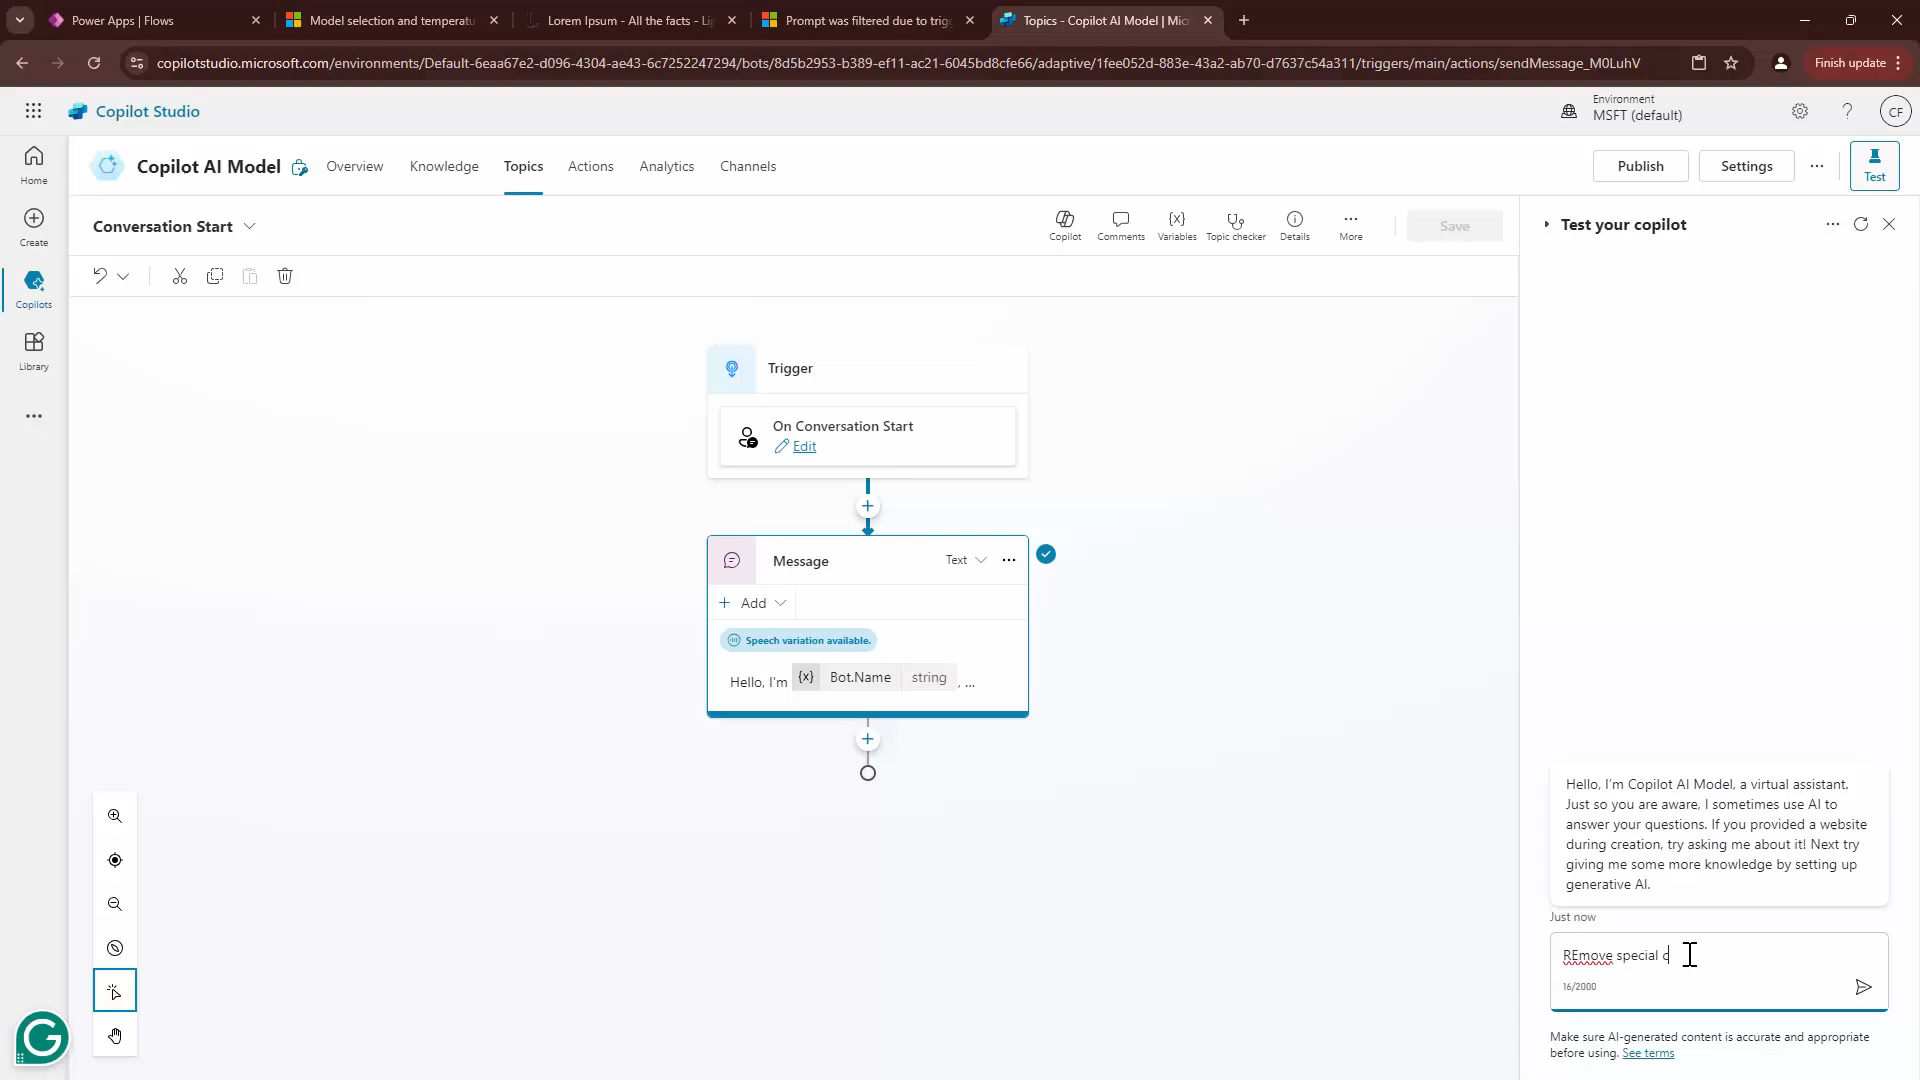 Power Apps | Flows
Model selection and temperatu
Lorem Ipsum - All the facts - Lip
Prompt was filtered due to trigg
Topics - Copilot AI Model | Mic
copilotstudio.microsoft.com/environments/Default-6eaa67e2-d096-4304-ae43-6c7252247294/bots/8d5b2953-b389-ef11-ac21-6045bd8cfe66/adaptive/1fee052d-883e-43a2-ab70-d7637c54a311/triggers/main/actions/sendMessage_M0LuhV
Finish update
Copilot Studio
Environment
MSFT (default)
CF
Home
Create
Copilots
Library
Copilot AI Model
Overview
Knowledge
Topics
Actions
Analytics
Channels
Publish
Settings
Test
Conversation Start
Copilot
Comments
Variables
Topic checker
Details
More
Save
Test your copilot
Trigger
On Conversation Start
Edit
Message
Text
Add
Speech variation available.
Hello, I'm {x} Bot.Name string , ...
Hello, I'm Copilot AI Model, a virtual assistant.
Just so you are aware, I sometimes use AI to
answer your questions. If you provided a website
during creation, try asking me about it! Next try
giving me some more knowledge by setting up
generative AI.
Just now
REmove special c
16/2000
Make sure AI-generated content is accurate and appropriate
before using. See terms